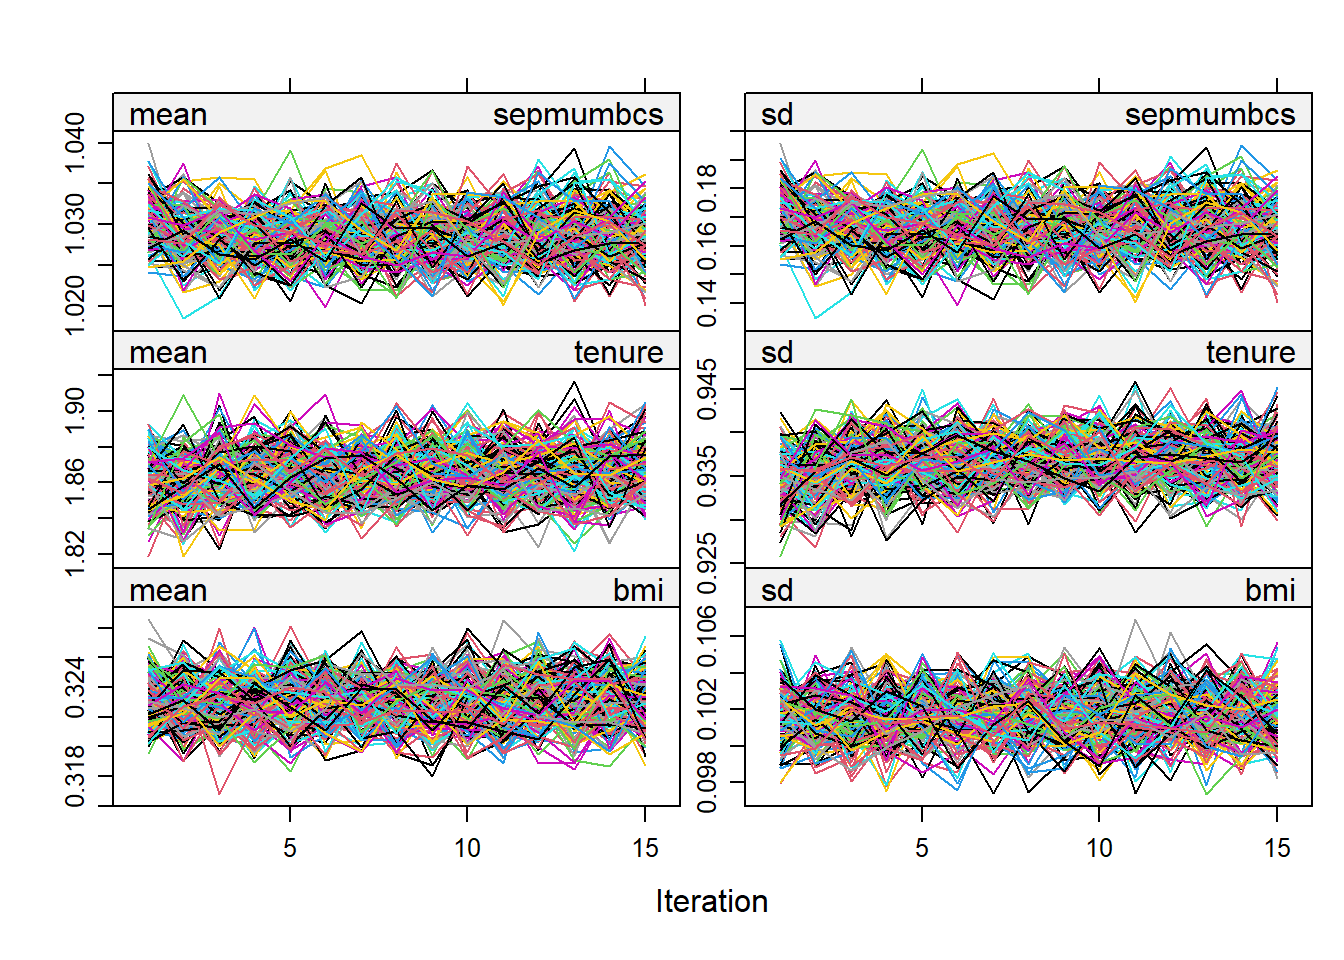 mean sepmumbcs
sd sepmumbcs
1.020 1.030 1.040
0.14 0.16 0.18
mean tenure
sd tenure
1.82 1.86 1.90
0.925 0.935 0.945
mean bmi
sd bmi
0.318 0.324
0.098 0.102 0.106
5 10 15
5 10 15
Iteration